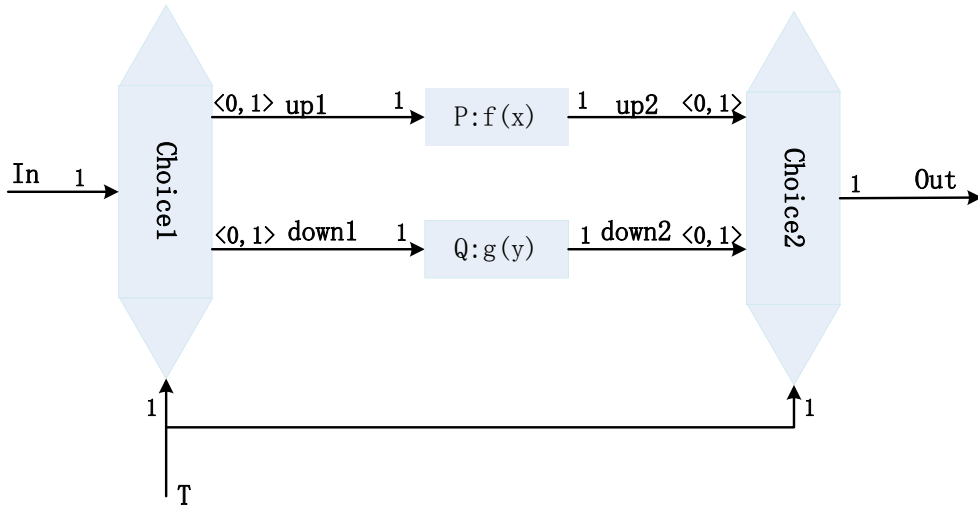 <0,1> up1 1 P:f(x) 1 up2 <0,1>
In 1 Choice1 Choice2 1 Out
<0,1> down1 1 Q:g(y) 1 down2 <0,1>
1 1
T